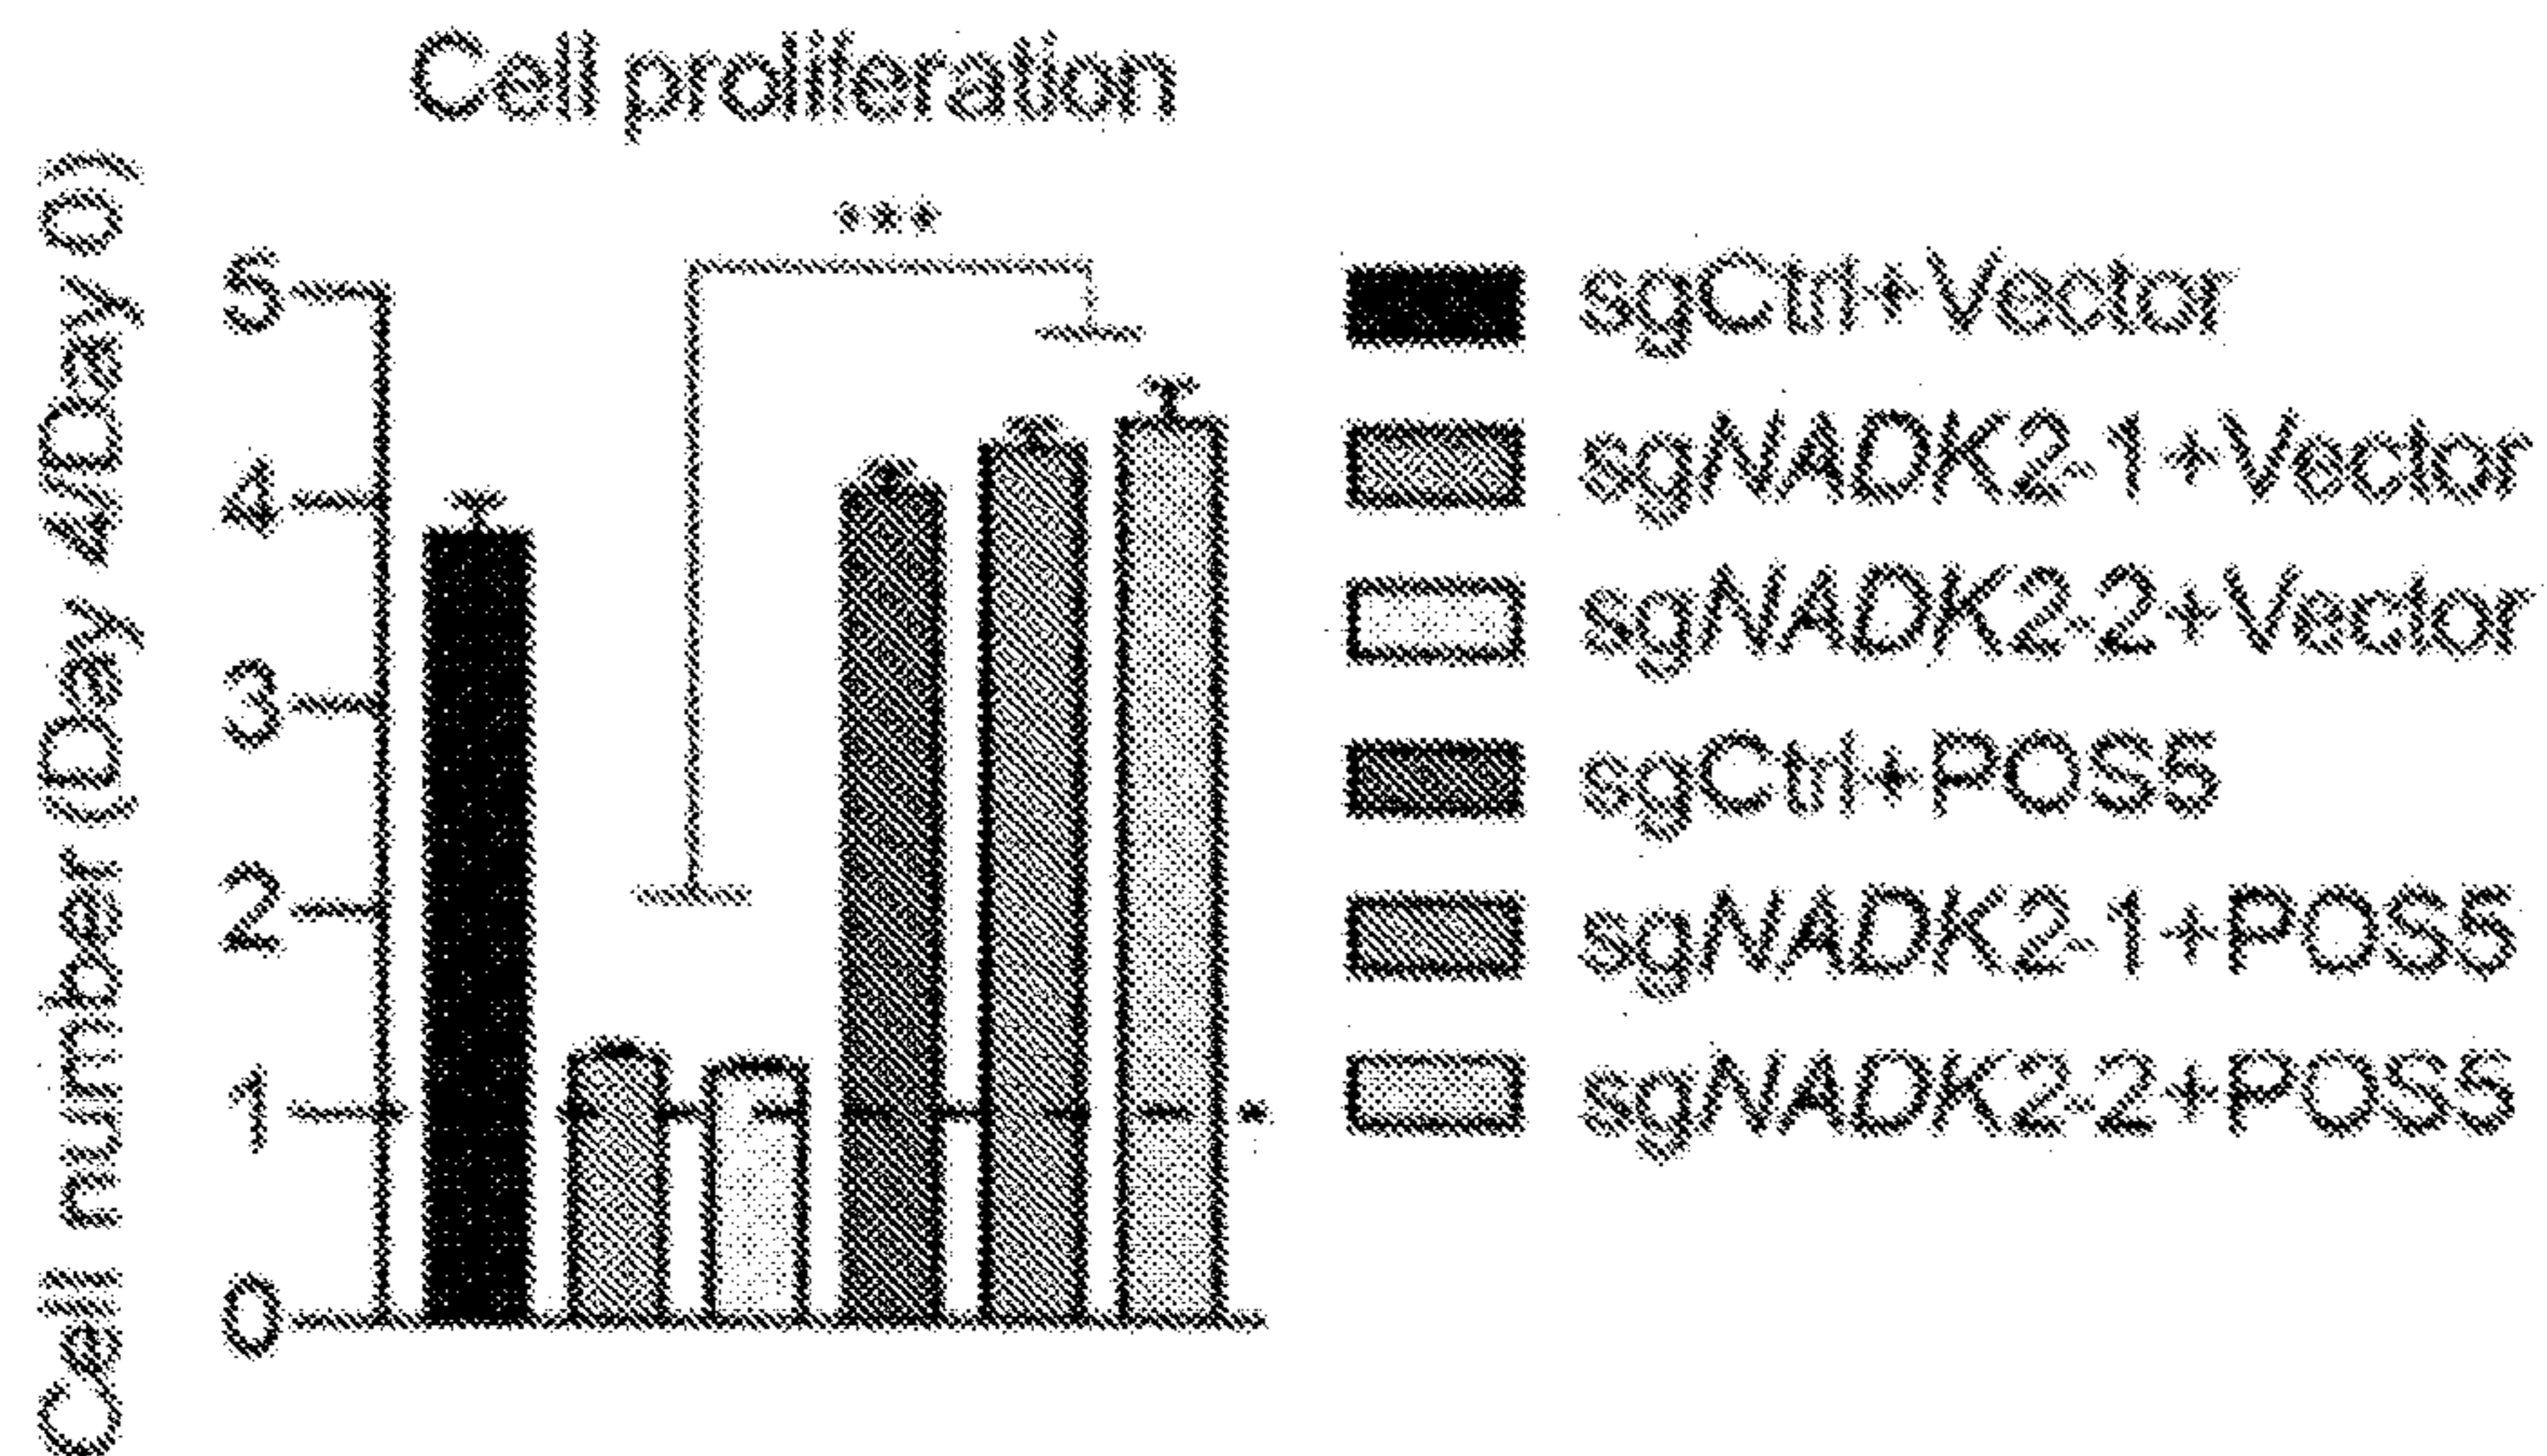 Cell proliferation
Cell number (Day 4/Day 0)
***
5
4
3
2
1
0
sgCtrl+Vector
sgNADK2-1+Vector
sgNADK2-2+Vector
sgCtrl+POS5
sgNADK2-1+POS5
sgNADK2-2+POS5